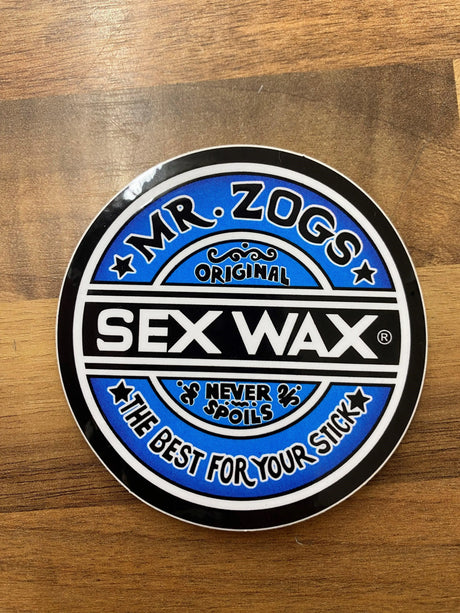 MR. ZOGS
ORIGINAL
SEX WAX®
NEVER
SPOILS
THE BEST FOR YOUR STICK